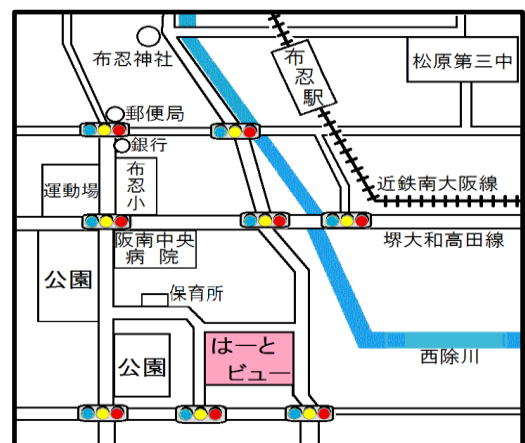 布忍神社
布忍駅
松原第三中
郵便局
銀行
運動場
布忍小
近鉄南大阪線
阪南中央
病院
堺大和高田線
公園
保育所
はーと
ビュー
公園
西除川